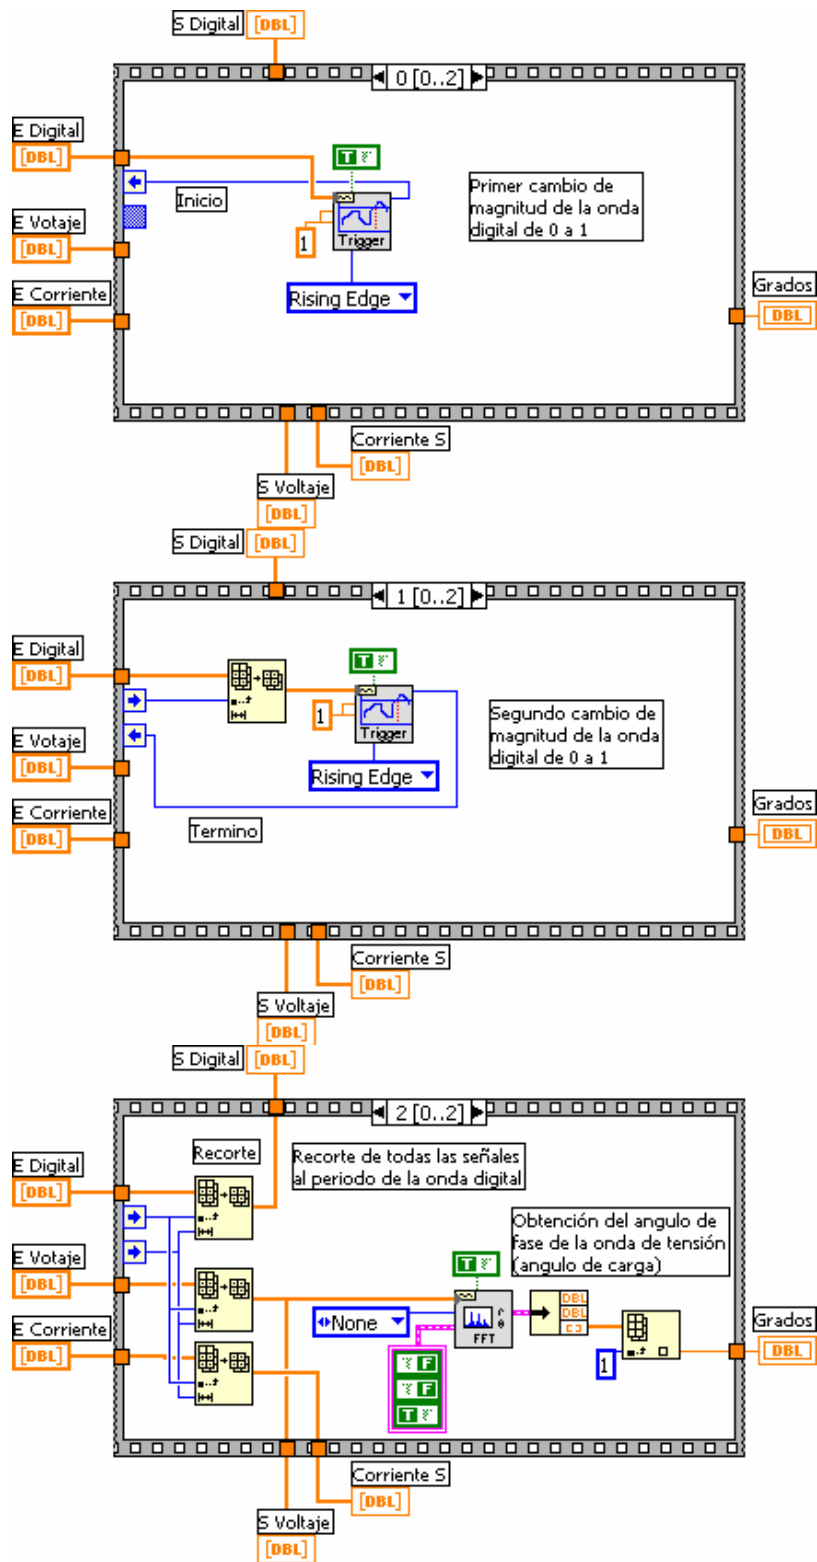 S Digital [DBL]
0 [0..2]
E Digital
[DBL]
T
Inicio
Primer cambio de
magnitud de la onda
digital de 0 a 1
E Votaje
[DBL]
1
Trigger
E Corriente
[DBL]
Rising Edge
Grados
DBL
Corriente S
[DBL]
S Voltaje
[DBL]
S Digital [DBL]
1 [0..2]
E Digital
[DBL]
T
1
Trigger
Segundo cambio de
magnitud de la onda
digital de 0 a 1
E Votaje
[DBL]
Rising Edge
E Corriente
[DBL]
Termino
Grados
DBL
Corriente S
[DBL]
S Voltaje
[DBL]
S Digital [DBL]
2 [0..2]
Recorte
Recorte de todas las señales
al periodo de la onda digital
E Digital
[DBL]
Obtención del angulo de
fase de la onda de tensión
(angulo de carga)
E Votaje
[DBL]
T
None
r
θ
FFT
DBL
DBL
[ ]
E Corriente
[DBL]
F
F
T
1
Grados
DBL
Corriente S
[DBL]
S Voltaje
[DBL]